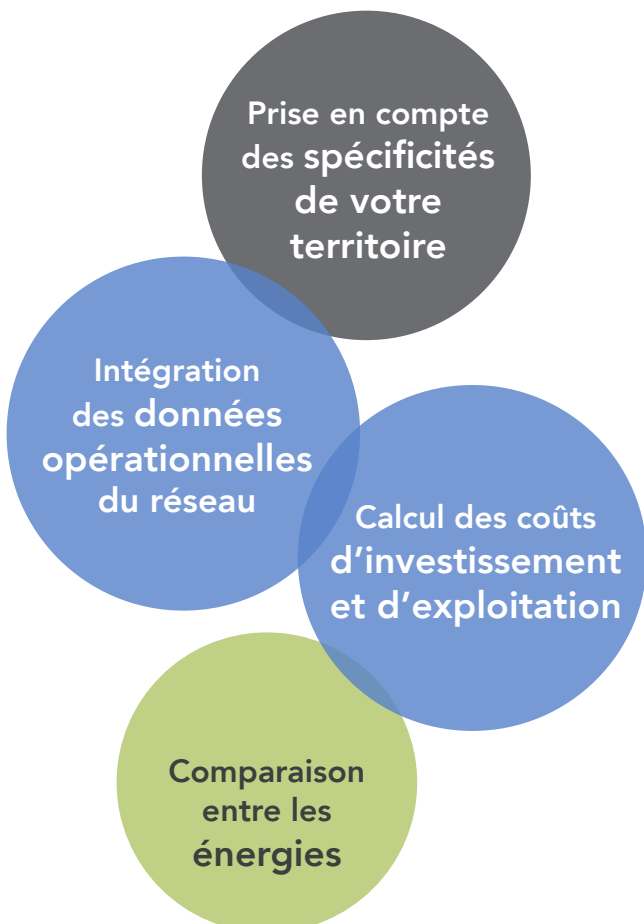 Prise en compte
des spécificités
de votre
territoire
Intégration
des données
opérationnelles
du réseau
Calcul des coûts
d’investissement
et d’exploitation
Comparaison
entre les
énergies